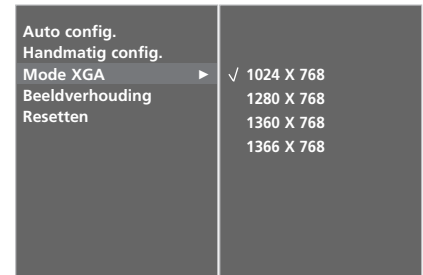 Auto config.
Handmatig config.
Mode XGA ►
Beeldverhouding
Resetten
√ 1024 X 768
1280 X 768
1360 X 768
1366 X 768